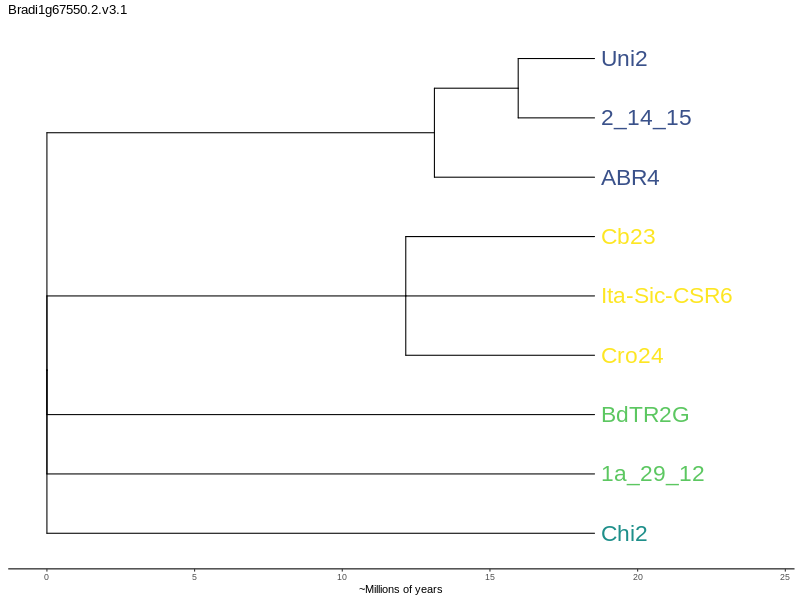 Bradi1g67550.2.v3.1
Uni2
2_14_15
ABR4
Cb23
Ita-Sic-CSR6
Cro24
BdTR2G
1a_29_12
Chi2
0 5 10 15 20 25
~Millions of years